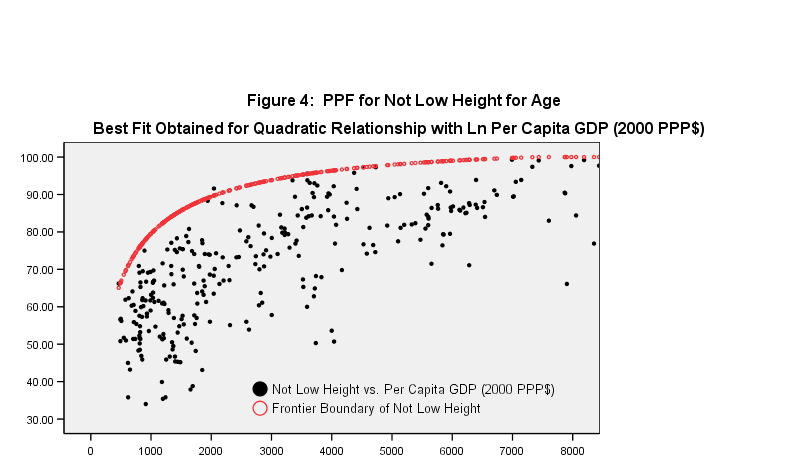 Figure 4: PPF for Not Low Height for Age
Best Fit Obtained for Quadratic Relationship with Ln Per Capita GDP (2000 PPP$)
100.00
90.00
80.00
70.00
60.00
50.00
40.00
30.00
Not Low Height vs. Per Capita GDP (2000 PPP$)
Frontier Boundary of Not Low Height
0 1000 2000 3000 4000 5000 6000 7000 8000